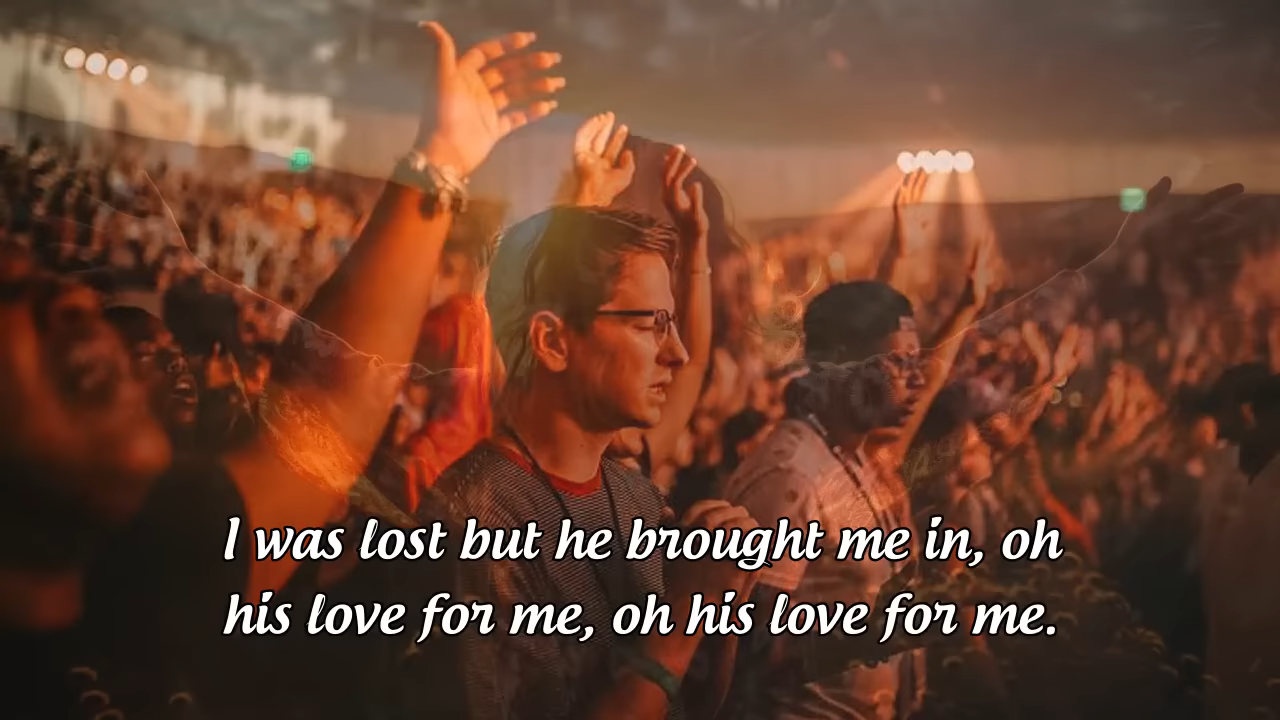 I was lost but he brought me in, oh
his love for me, oh his love for me.